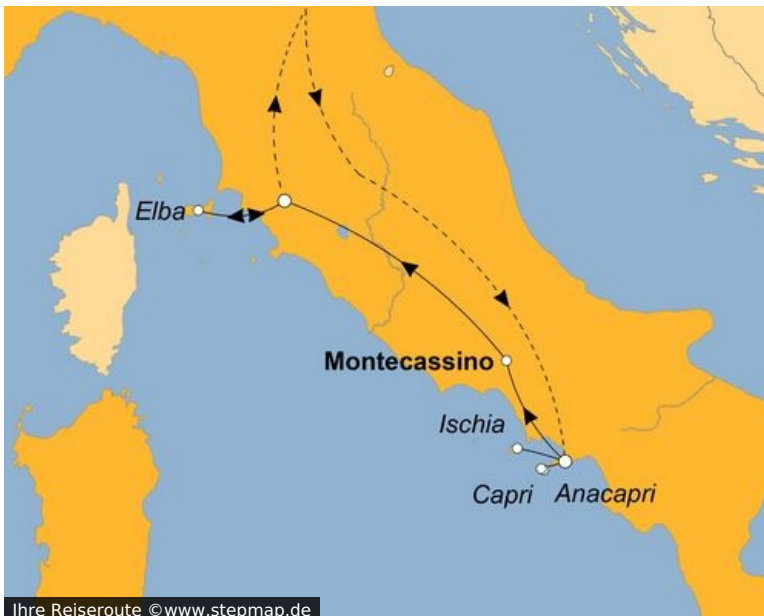 Elba
Montecassino
Ischia
Capri
Anacapri
Ihre Reiseroute ©www.stepmap.de